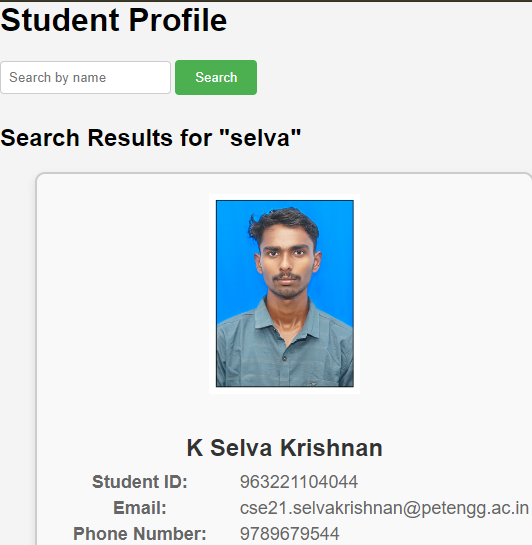 Student Profile
Search by name
Search
Search Results for "selva"
K Selva Krishnan
Student ID: 963221104044
Email: cse21.selvakrishnan@petengg.ac.in
Phone Number: 9789679544